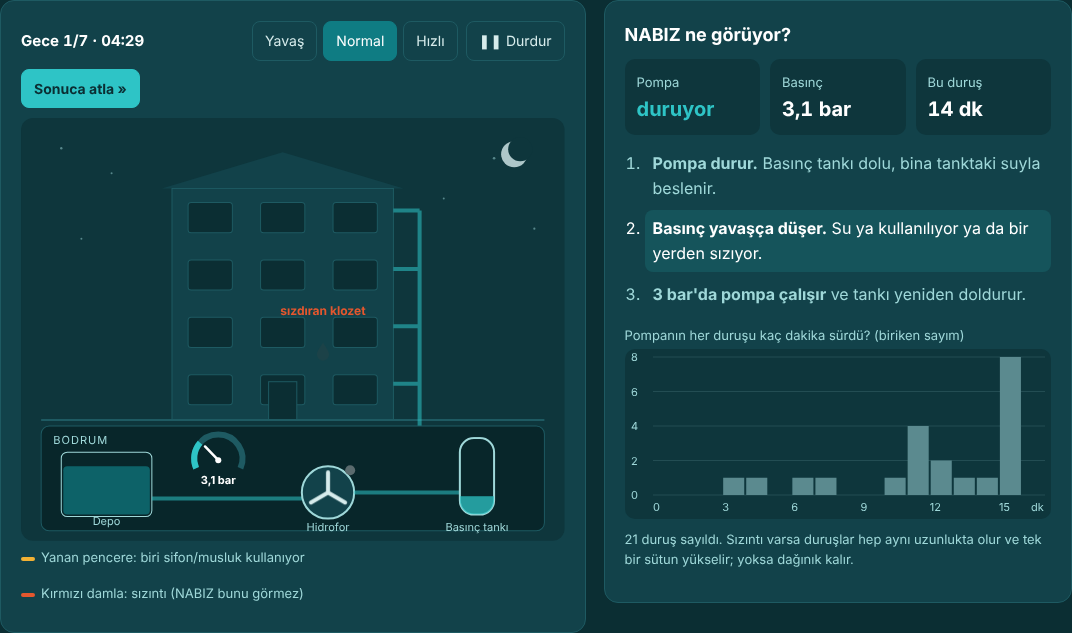 Gece 1/7 · 04:29
Yavaş
Normal
Hızlı
❚❚ Durdur
Sonuca atla »
sızdıran klozet
BODRUM
3,1 bar
Depo
Hidrofor
Basınç tankı
Yanan pencere: biri sifon/musluk kullanıyor
Kırmızı damla: sızıntı (NABIZ bunu görmez)
NABIZ ne görüyor?
Pompa
duruyor
Basınç
3,1 bar
Bu duruş
14 dk
1. Pompa durur. Basınç tankı dolu, bina tanktaki suyla
beslenir.
2. Basınç yavaşça düşer. Su ya kullanılıyor ya da bir
yerden sızıyor.
3. 3 bar'da pompa çalışır ve tankı yeniden doldurur.
Pompanın her duruşu kaç dakika sürdü? (biriken sayım)
8
6
4
2
0
0 3 6 9 12 15 dk
21 duruş sayıldı. Sızıntı varsa duruşlar hep aynı uzunlukta olur ve tek
bir sütun yükselir; yoksa dağınık kalır.